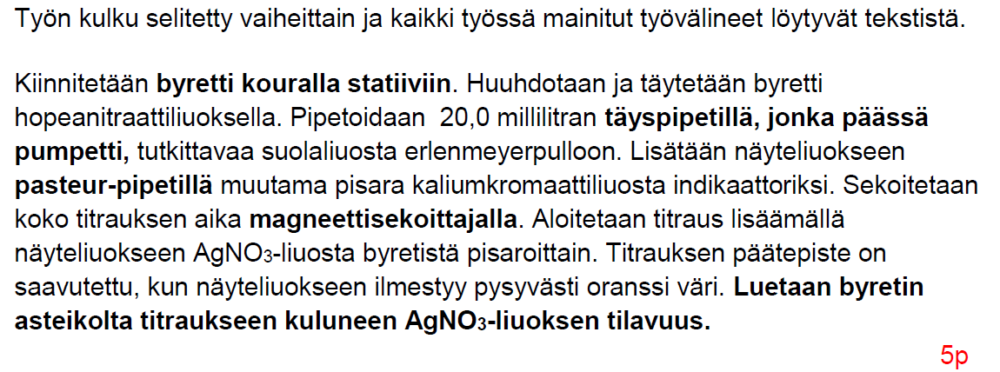 Työn kulku selitetty vaiheittain ja kaikki työssä mainitut työvälineet löytyvät tekstistä.
Kiinnitetään byretti kouralla statiiviin. Huuhdotaan ja täytetään byretti
hopeanitraattiliuoksella. Pipetoidaan  20,0 millilitran täyspipetillä, jonka päässä
pumpetti, tutkittavaa suolaliuosta erlenmeyerpulloon. Lisätään näyteliuokseen
pasteur-pipetillä muutama pisara kaliumkromaattiliuosta indikaattoriksi. Sekoitetaan
koko titrauksen aika magneettisekoittajalla. Aloitetaan titraus lisäämällä
näyteliuokseen AgNO₃-liuosta byretistä pisaroittain. Titrauksen päätepiste on
saavutettu, kun näyteliuokseen ilmestyy pysyvästi oranssi väri. Luetaan byretin
asteikolta titraukseen kuluneen AgNO₃-liuoksen tilavuus.
5p